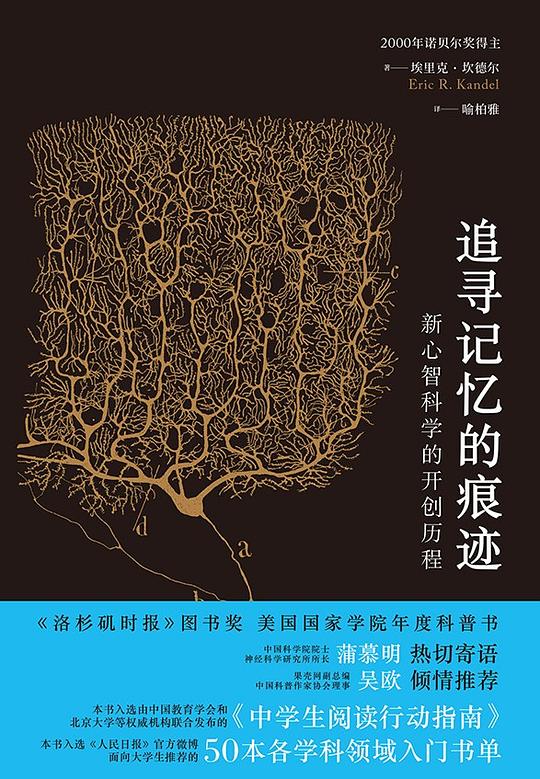 2000年诺贝尔奖得主
著——埃里克·坎德尔
Eric R. Kandel
译——喻柏雅
追寻记忆的痕迹
新心智科学的开创历程
c
d
a
b
《洛杉矶时报》图书奖 美国国家学院年度科普书
中国科学院院士
神经科学研究所所长 蒲慕明 热切寄语
果壳网副总编
中国科普作家协会理事 吴欧 倾情推荐
本书入选由中国教育学会和
北京大学等权威机构联合发布的《中学生阅读行动指南》
本书入选《人民日报》官方微博
面向大学生推荐的 50本各学科领域入门书单